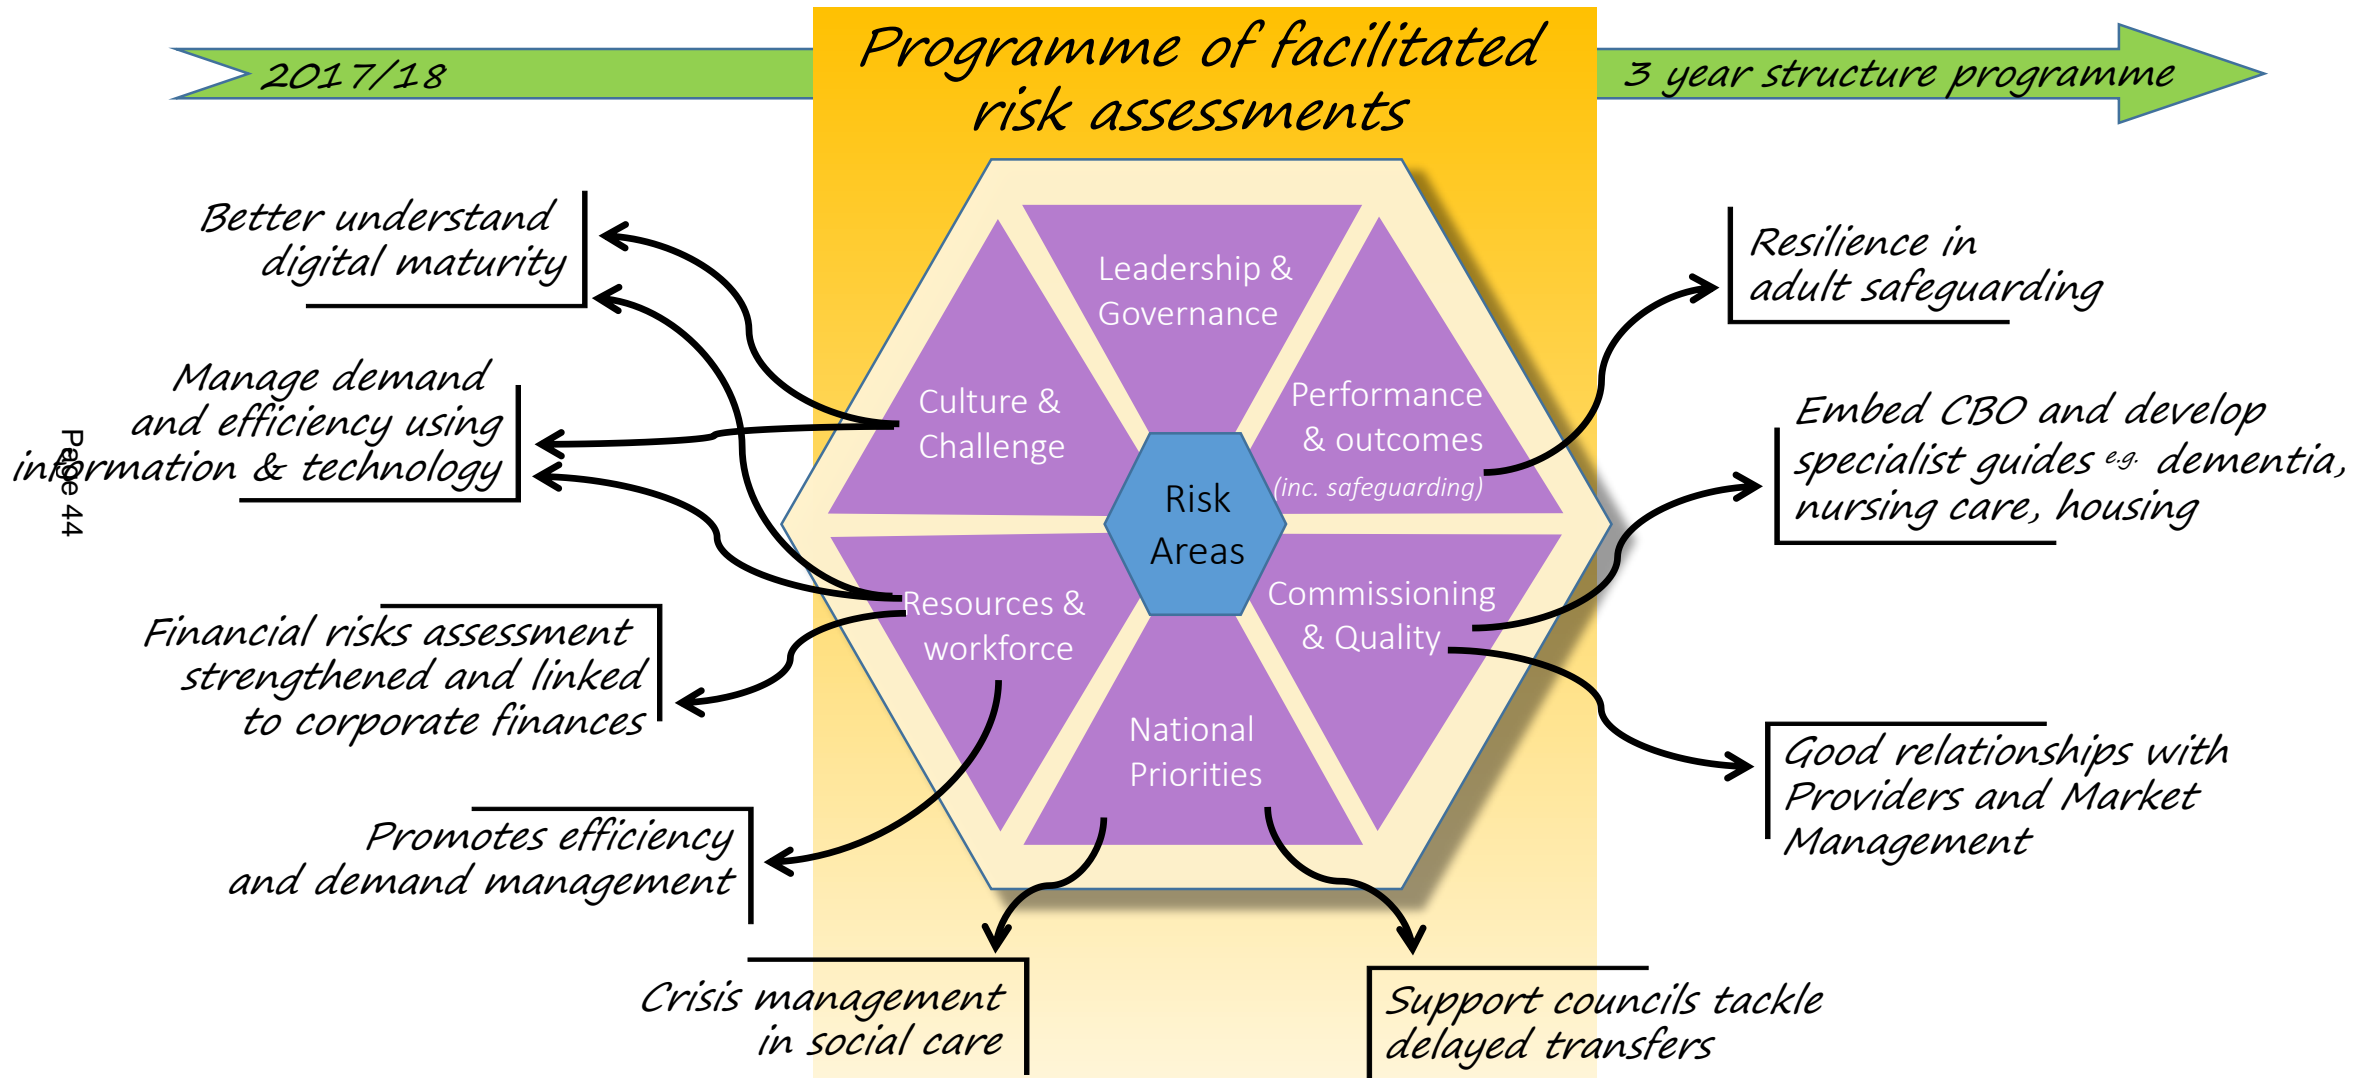 Programme of facilitated
risk assessments
2017/18
3 year structure programme
Better understand
digital maturity
Manage demand
and efficiency using
information & technology
Page 44
Financial risks assessment
strengthened and linked
to corporate finances
Promotes efficiency
and demand management
Crisis management
in social care
Leadership &
Governance
Culture &
Challenge
Performance
& outcomes
(inc. safeguarding)
Risk
Areas
Resources &
workforce
Commissioning
& Quality
National
Priorities
Resilience in
adult safeguarding
Embed CBO and develop
specialist guides e.g. dementia,
nursing care, housing
Good relationships with
Providers and Market
Management
Support councils tackle
delayed transfers